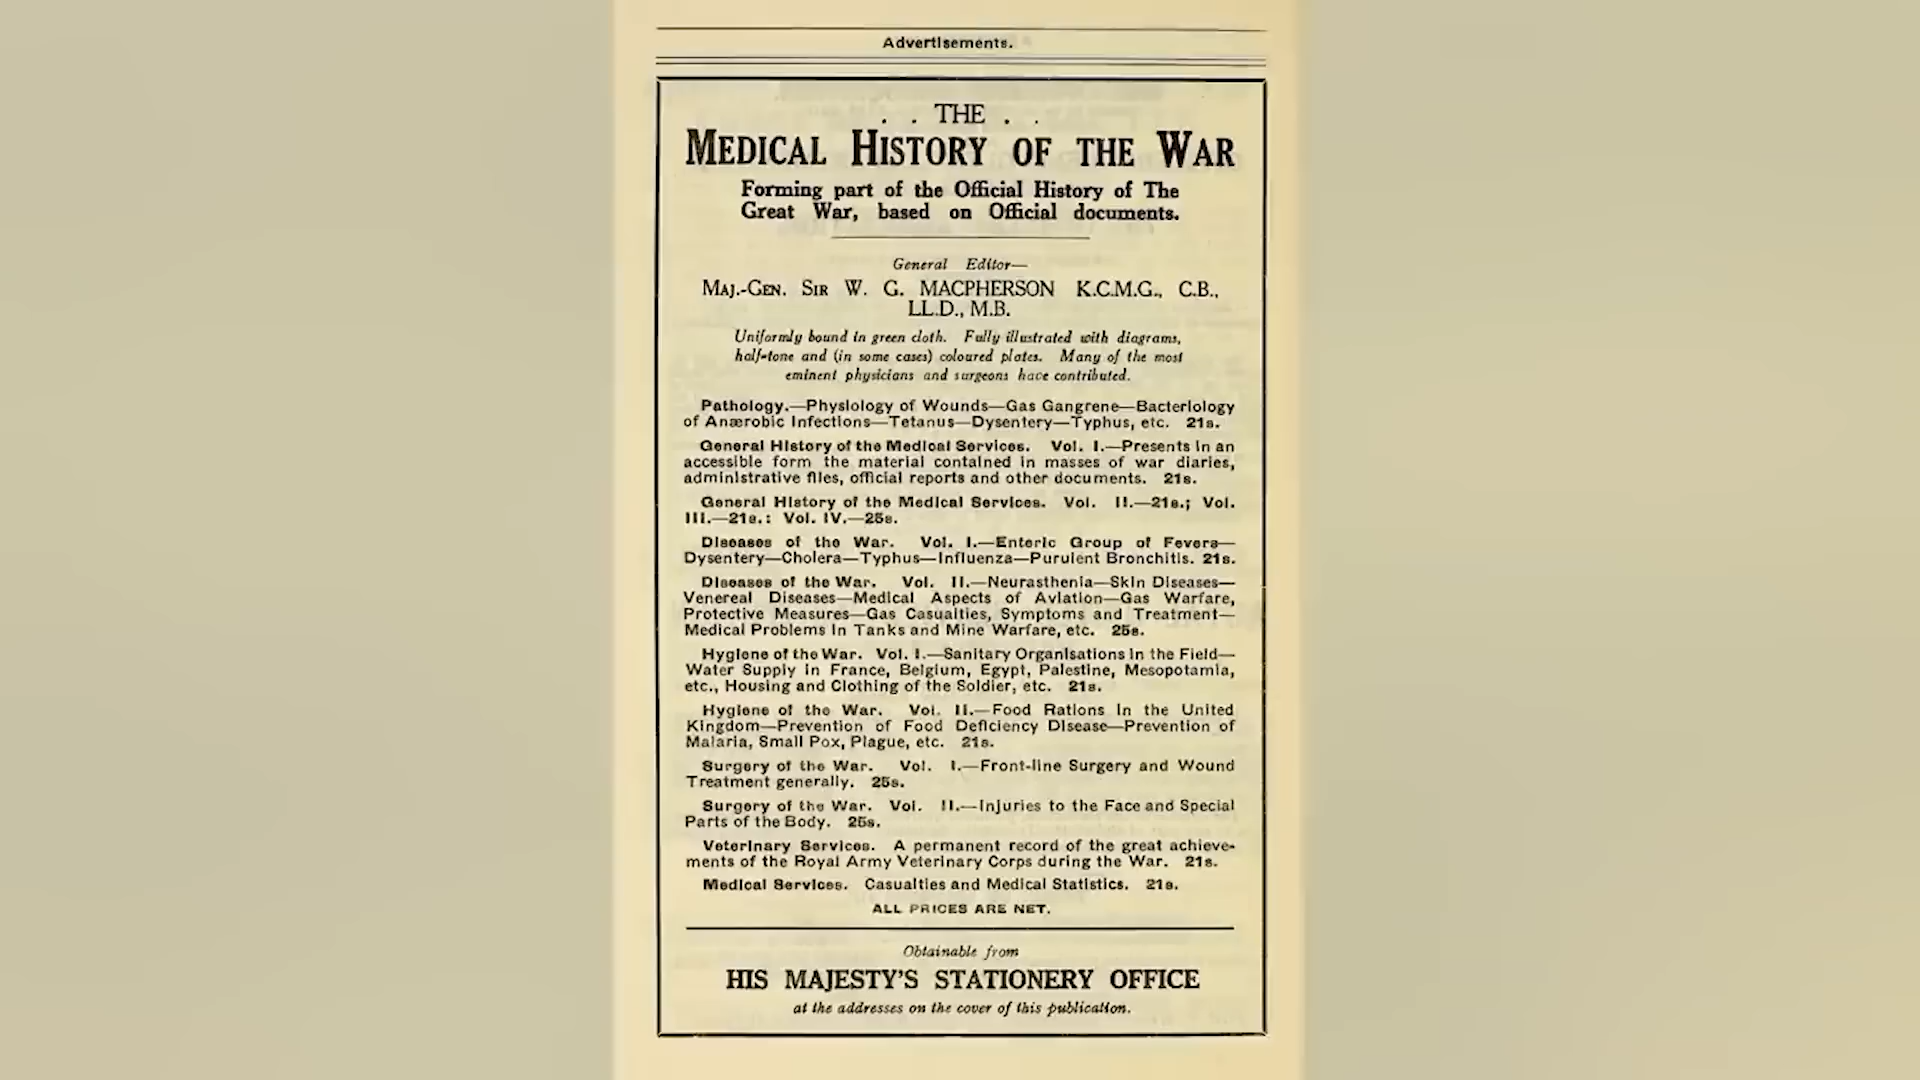 Advertisements.
. . THE . .
MEDICAL HISTORY OF THE WAR
Forming part of the Official History of The
Great War, based on Official documents.
General Editor—
MAJ.-GEN. SIR W. G. MACPHERSON K.C.M.G., C.B.,
LL.D., M.B.
Uniformly bound in green cloth. Fully illustrated with diagrams,
half-tone and (in some cases) coloured plates. Many of the most
eminent physicians and surgeons have contributed.
Pathology.—Physiology of Wounds—Gas Gangrene—Bacteriology
of Anærobic Infections—Tetanus—Dysentery—Typhus, etc. 21s.
General History of the Medical Services. Vol. I.—Presents in an
accessible form the material contained in masses of war diaries,
administrative files, official reports and other documents. 21s.
General History of the Medical Services. Vol. II.—21s.; Vol.
III.—21s.: Vol. IV.—25s.
Diseases of the War. Vol. I.—Enteric Group of Fevers—
Dysentery—Cholera—Typhus—Influenza—Purulent Bronchitis. 21s.
Diseases of the War. Vol. II.—Neurasthenia—Skin Diseases—
Venereal Diseases—Medical Aspects of Aviation—Gas Warfare,
Protective Measures—Gas Casualties, Symptoms and Treatment—
Medical Problems in Tanks and Mine Warfare, etc. 25s.
Hygiene of the War. Vol. I.—Sanitary Organisations in the Field—
Water Supply in France, Belgium, Egypt, Palestine, Mesopotamia,
etc., Housing and Clothing of the Soldier, etc. 21s.
Hygiene of the War. Vol. II.—Food Rations in the United
Kingdom—Prevention of Food Deficiency Disease—Prevention of
Malaria, Small Pox, Plague, etc. 21s.
Surgery of the War. Vol. I.—Front-line Surgery and Wound
Treatment generally. 25s.
Surgery of the War. Vol. II.—Injuries to the Face and Special
Parts of the Body. 25s.
Veterinary Services. A permanent record of the great achieve-
ments of the Royal Army Veterinary Corps during the War. 21s.
Medical Services. Casualties and Medical Statistics. 21s.
ALL PRICES ARE NET.
Obtainable from
HIS MAJESTY'S STATIONERY OFFICE
at the addresses on the cover of this publication.